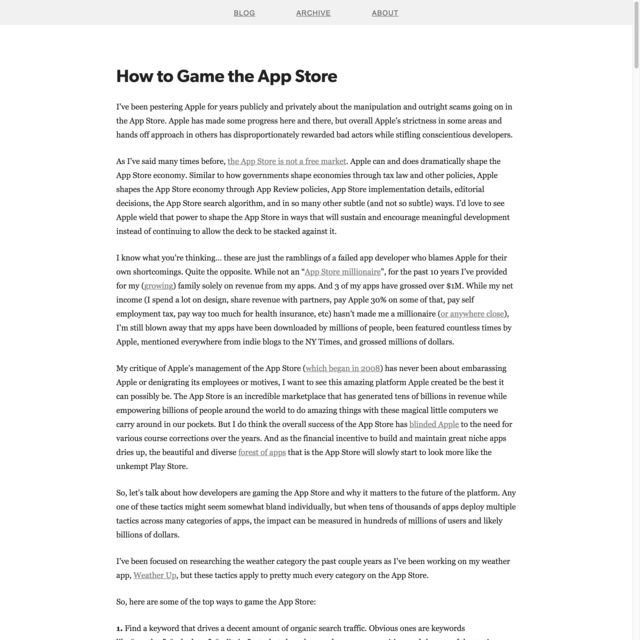 BLOG ARCHIVE ABOUT
How to Game the App Store
I've been pestering Apple for years publicly and privately about the manipulation and outright scams going on in
the App Store. Apple has made some progress here and there, but overall Apple's strictness in some areas and
hands off approach in others has disproportionately rewarded bad actors while stifling conscientious developers.
As I've said many times before, the App Store is not a free market. Apple can and does dramatically shape the
App Store economy. Similar to how governments shape economies through tax law and other policies, Apple
shapes the App Store economy through App Review policies, App Store implementation details, editorial
decisions, the App Store search algorithm, and in so many other subtle (and not so subtle) ways. I'd love to see
Apple wield that power to shape the App Store in ways that will sustain and encourage meaningful development
instead of continuing to allow the deck to be stacked against it.
I know what you're thinking... these are just the ramblings of a failed app developer who blames Apple for their
own shortcomings. Quite the opposite. While not an “App Store millionaire”, for the past 10 years I've provided
for my (growing) family solely on revenue from my apps. And 3 of my apps have grossed over $1M. While my net
income (I spend a lot on design, share revenue with partners, pay Apple 30% on some of that, pay self
employment tax, pay way too much for health insurance, etc) hasn't made me a millionaire (or anywhere close),
I'm still blown away that my apps have been downloaded by millions of people, been featured countless times by
Apple, mentioned everywhere from indie blogs to the NY Times, and grossed millions of dollars.
My critique of Apple's management of the App Store (which began in 2008) has never been about embarassing
Apple or denigrating its employees or motives, I want to see this amazing platform Apple created be the best it
can possibly be. The App Store is an incredible marketplace that has generated tens of billions in revenue while
empowering billions of people around the world to do amazing things with these magical little computers we
carry around in our pockets. But I do think the overall success of the App Store has blinded Apple to the need for
various course corrections over the years. And as the financial incentive to build and maintain great niche apps
dries up, the beautiful and diverse forest of apps that is the App Store will slowly start to look more like the
unkempt Play Store.
So, let's talk about how developers are gaming the App Store and why it matters to the future of the platform. Any
one of these tactics might seem somewhat bland individually, but when tens of thousands of apps deploy multiple
tactics across many categories of apps, the impact can be measured in hundreds of millions of users and likely
billions of dollars.
I've been focused on researching the weather category the past couple years as I've been working on my weather
app, Weather Up, but these tactics apply to pretty much every category on the App Store.
So, here are some of the top ways to game the App Store:
1. Find a keyword that drives a decent amount of organic search traffic. Obvious ones are keywords